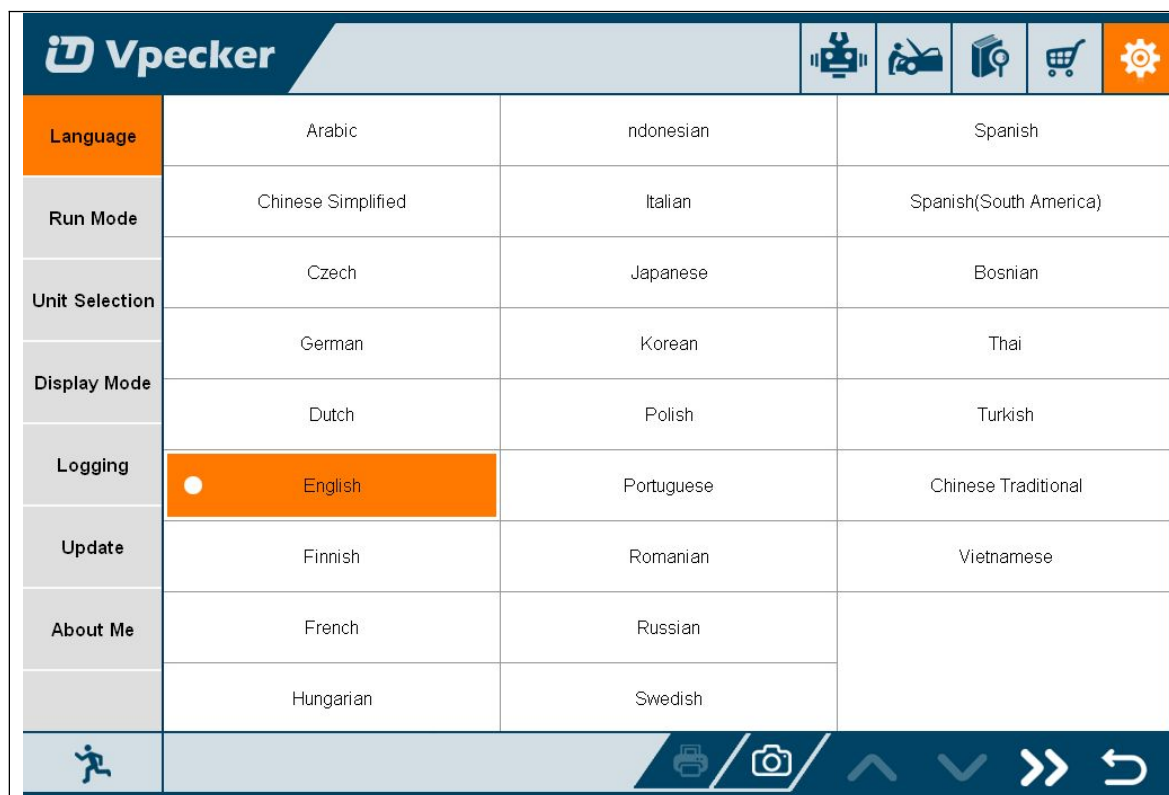 Vpecker
Language
Run Mode
Unit Selection
Display Mode
Logging
Update
About Me
Arabic ndonesian Spanish
Chinese Simplified Italian Spanish(South America)
Czech Japanese Bosnian
German Korean Thai
Dutch Polish Turkish
English Portuguese Chinese Traditional
Finnish Romanian Vietnamese
French Russian
Hungarian Swedish